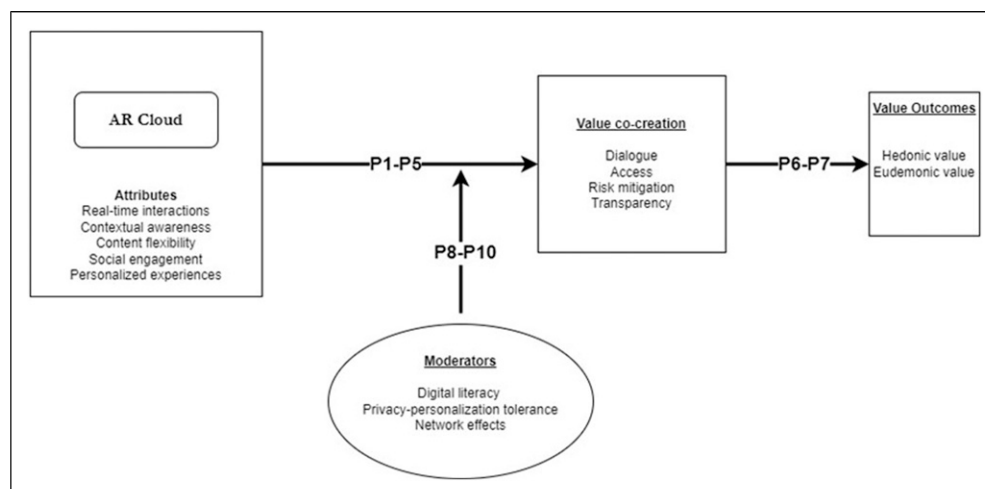 AR Cloud
Attributes
Real-time interactions
Contextual awareness
Content flexibility
Social engagement
Personalized experiences
P1-P5
Value co-creation
Dialogue
Access
Risk mitigation
Transparency
P6-P7
Value Outcomes
Hedonic value
Eudemonic value
P8-P10
Moderators
Digital literacy
Privacy-personalization tolerance
Network effects